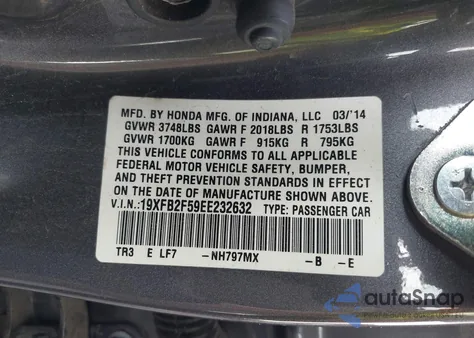 MFD. BY HONDA MFG. OF INDIANA, LLC 03/'14
GVWR 3748LBS GAWR F 2018LBS R 1753LBS
GVWR 1700KG GAWR F 915KG R 795KG
THIS VEHICLE CONFORMS TO ALL APPLICABLE
FEDERAL MOTOR VEHICLE SAFETY, BUMPER,
AND THEFT PREVENTION STANDARDS IN EFFECT
ON THE DATE OF MANUFACTURE SHOWN ABOVE.
V.I.N.: 19XFB2F59EE232632 TYPE: PASSENGER CAR
TR3 E LF7 -NH797MX -B -E
autoSnap